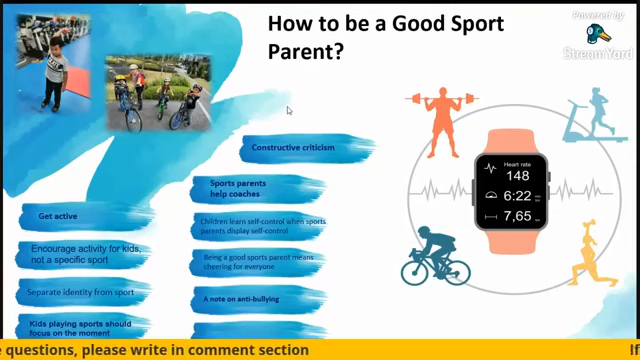 How to be a Good Sport
Parent?
Powered by
StreamYard
Constructive criticism
Sports parents
help coaches
Children learn self-control when sports
parents display self-control
Being a good sports parent means
cheering for everyone
A note on anti-bullying
Get active
Encourage activity for kids,
not a specific sport
Separate identity from sport
Kids playing sports should
focus on the moment
Heart rate
148
6:22
7,65
e questions, please write in comment section
If